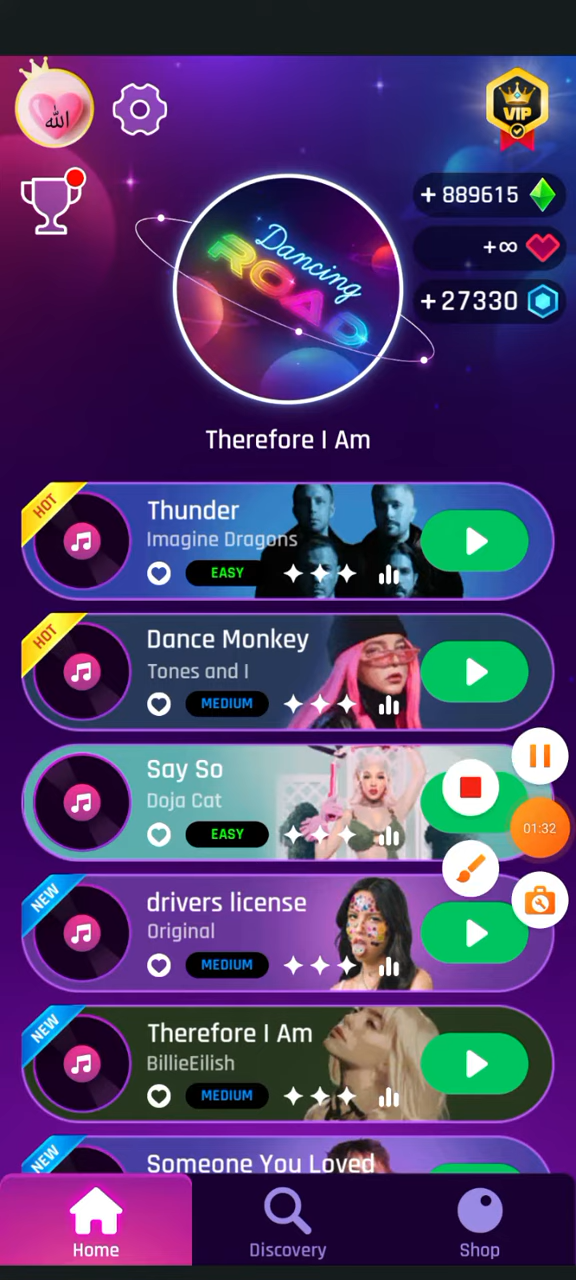 الله
VIP
+ 889615
+∞
+27330
Dancing
ROAD
Therefore I Am
HOT
Thunder
Imagine Dragons
EASY
HOT
Dance Monkey
Tones and I
MEDIUM
Say So
Doja Cat
EASY
01:32
NEW
drivers license
Original
MEDIUM
NEW
Therefore I Am
BillieEilish
MEDIUM
NEW
Someone You Loved
Home
Discovery
Shop